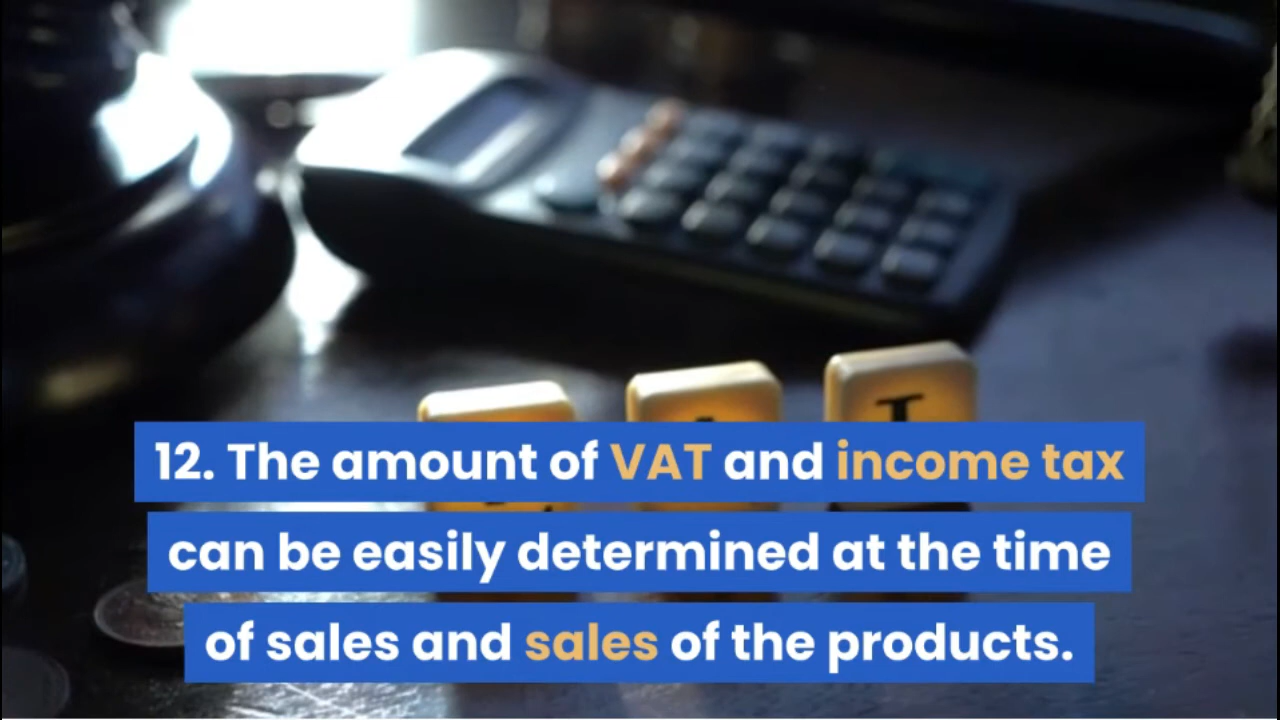 12. The amount of VAT and income tax
can be easily determined at the time
of sales and sales of the products.